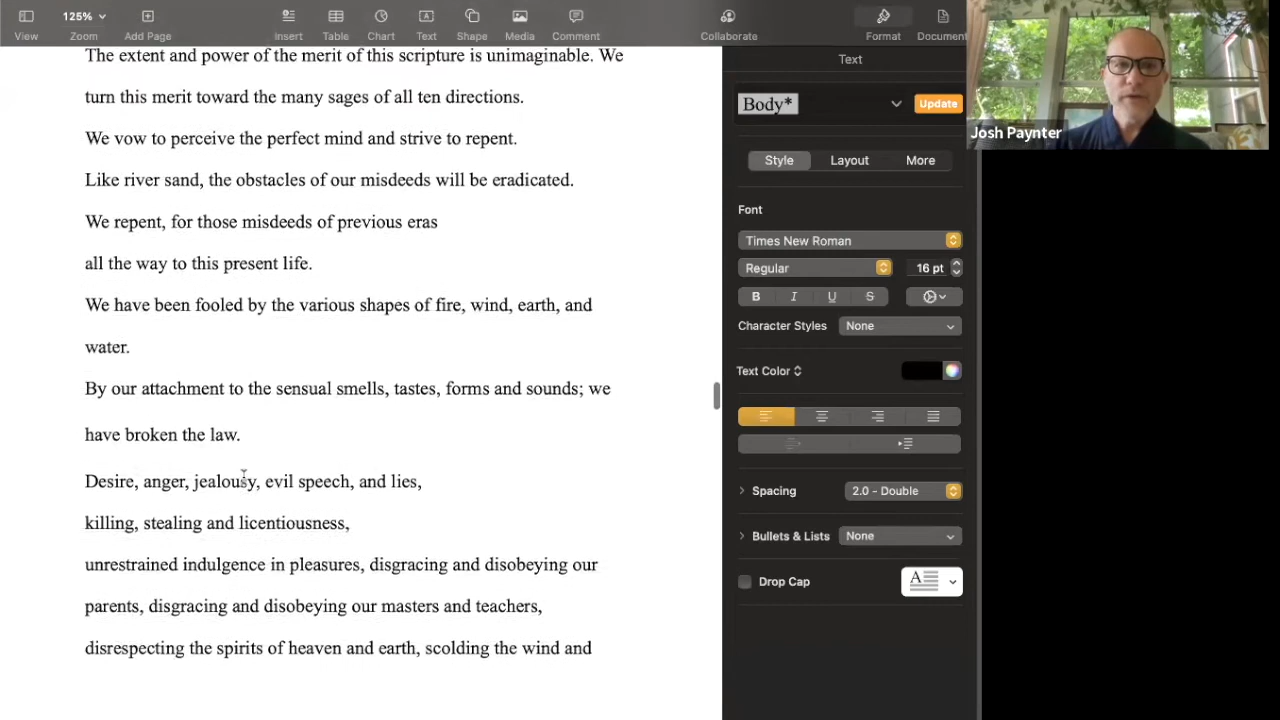 125%
View
Zoom
Add Page
Insert
Table
Chart
Text
Shape
Media
Comment
Collaborate
Format
Document
The extent and power of the merit of this scripture is unimaginable. We
turn this merit toward the many sages of all ten directions.
We vow to perceive the perfect mind and strive to repent.
Like river sand, the obstacles of our misdeeds will be eradicated.
We repent, for those misdeeds of previous eras
all the way to this present life.
We have been fooled by the various shapes of fire, wind, earth, and
water.
By our attachment to the sensual smells, tastes, forms and sounds; we
have broken the law.
Desire, anger, jealousy, evil speech, and lies,
killing, stealing and licentiousness,
unrestrained indulgence in pleasures, disgracing and disobeying our
parents, disgracing and disobeying our masters and teachers,
disrespecting the spirits of heaven and earth, scolding the wind and
Text
Body*
Update
Style
Layout
More
Font
Times New Roman
Regular
16 pt
B I U S
Character Styles
None
Text Color
Spacing
2.0 - Double
Bullets & Lists
None
Drop Cap
A
Josh Paynter